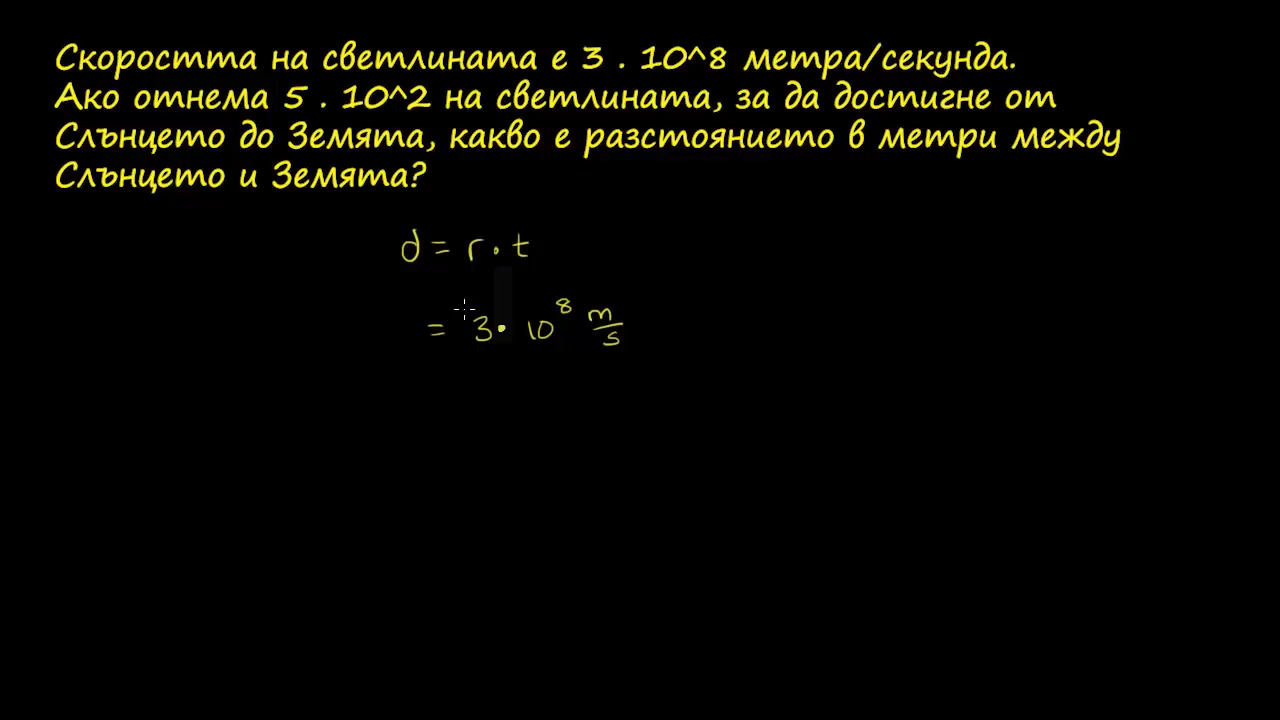 Скоростта на светлината е 3 . 10^8 метра/секунда.
Ако отнема 5 . 10^2 на светлината, за да достигне от
Слънцето до Земята, какво е разстоянието в метри между
Слънцето и Земята?
d = r · t
= 3 · 10^8 m/s